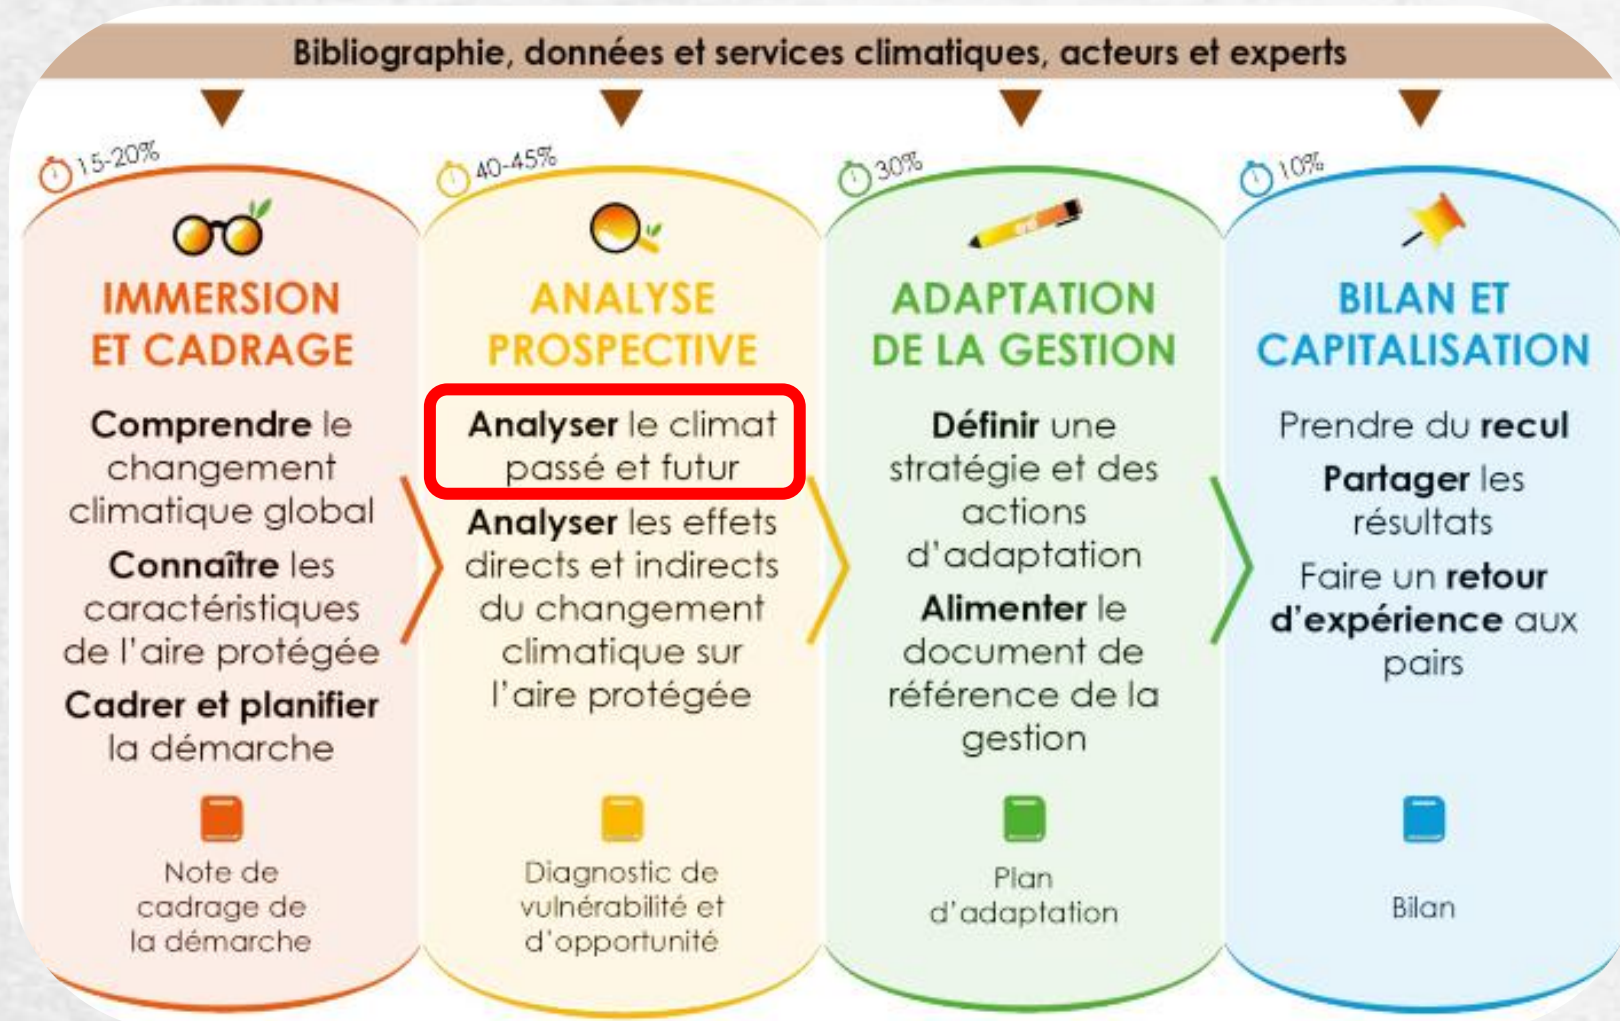 Bibliographie, données et services climatiques, acteurs et experts
15-20%
IMMERSION
ET CADRAGE
Comprendre le
changement
climatique global
Connaître les
caractéristiques
de l'aire protégée
Cadrer et planifier
la démarche
Note de
cadrage de
la démarche
40-45%
ANALYSE
PROSPECTIVE
Analyser le climat
passé et futur
Analyser les effets
directs et indirects
du changement
climatique sur
l'aire protégée
Diagnostic de
vulnérabilité et
d'opportunité
30%
ADAPTATION
DE LA GESTION
Définir une
stratégie et des
actions
d'adaptation
Alimenter le
document de
référence de la
gestion
Plan
d'adaptation
10%
BILAN ET
CAPITALISATION
Prendre du recul
Partager les
résultats
Faire un retour
d'expérience aux
pairs
Bilan